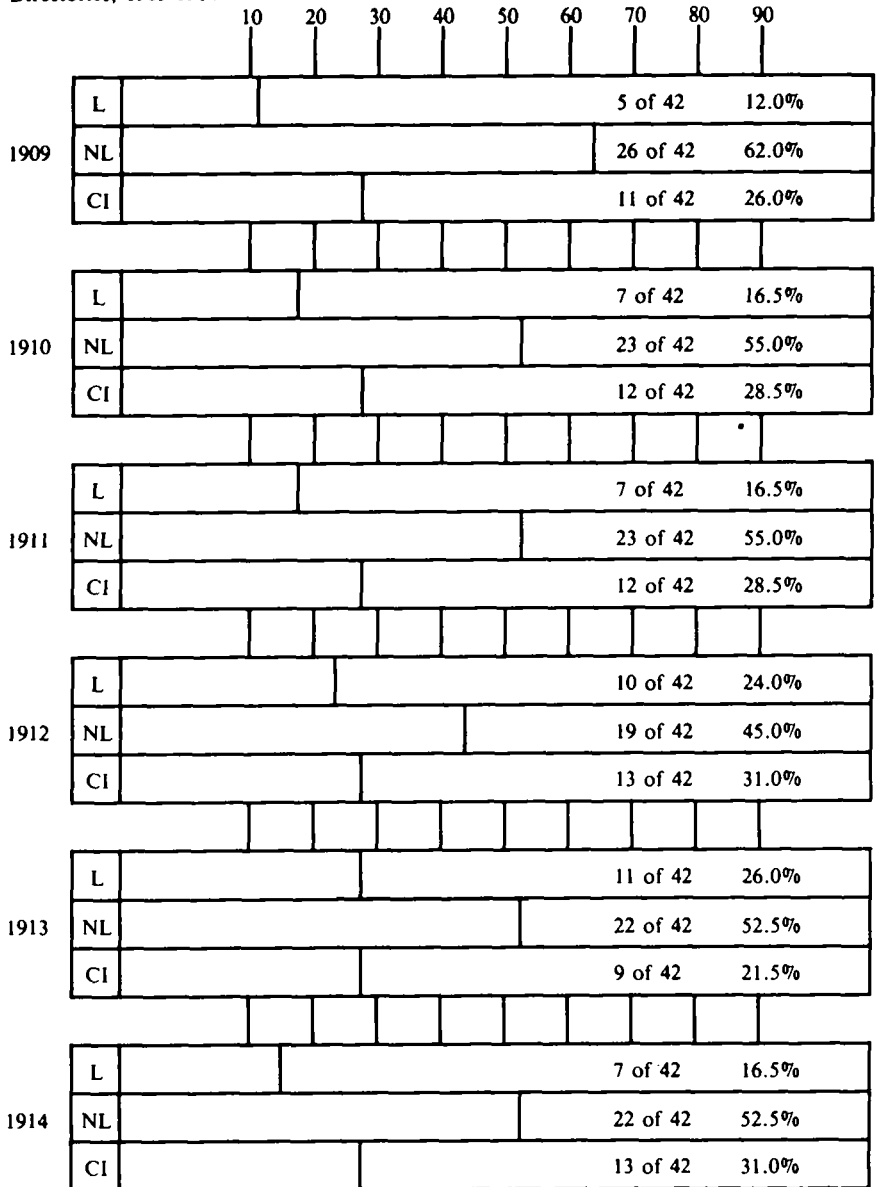 10 20 30 40 50 60 70 80 90
L 5 of 42 12.0%
1909 NL 26 of 42 62.0%
CI 11 of 42 26.0%
L 7 of 42 16.5%
1910 NL 23 of 42 55.0%
CI 12 of 42 28.5%
L 7 of 42 16.5%
1911 NL 23 of 42 55.0%
CI 12 of 42 28.5%
L 10 of 42 24.0%
1912 NL 19 of 42 45.0%
CI 13 of 42 31.0%
L 11 of 42 26.0%
1913 NL 22 of 42 52.5%
CI 9 of 42 21.5%
L 7 of 42 16.5%
1914 NL 22 of 42 52.5%
CI 13 of 42 31.0%